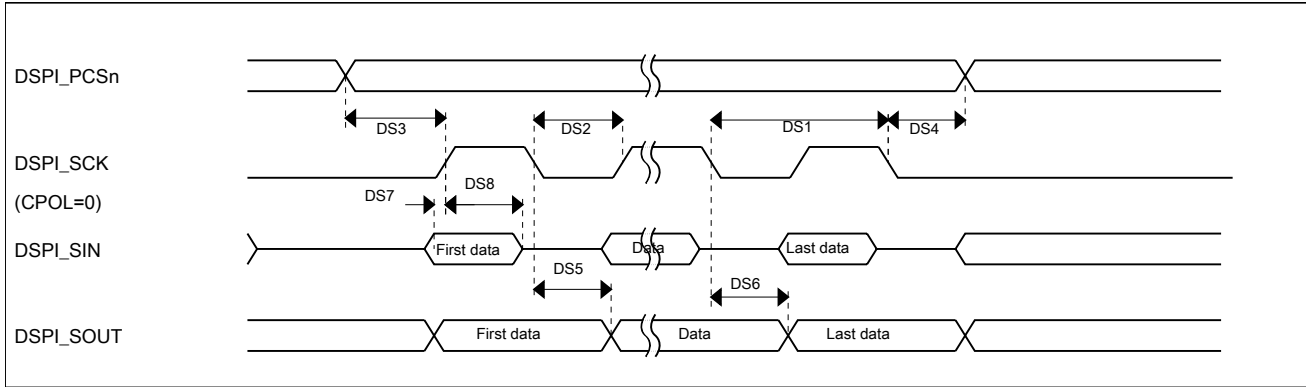 DSPI_PCSn
DS3
DS2
DS1
DS4
DSPI_SCK
(CPOL=0)
DS7
DS8
DSPI_SIN
First data
Data
Last data
DS5
DS6
DSPI_SOUT
First data
Data
Last data